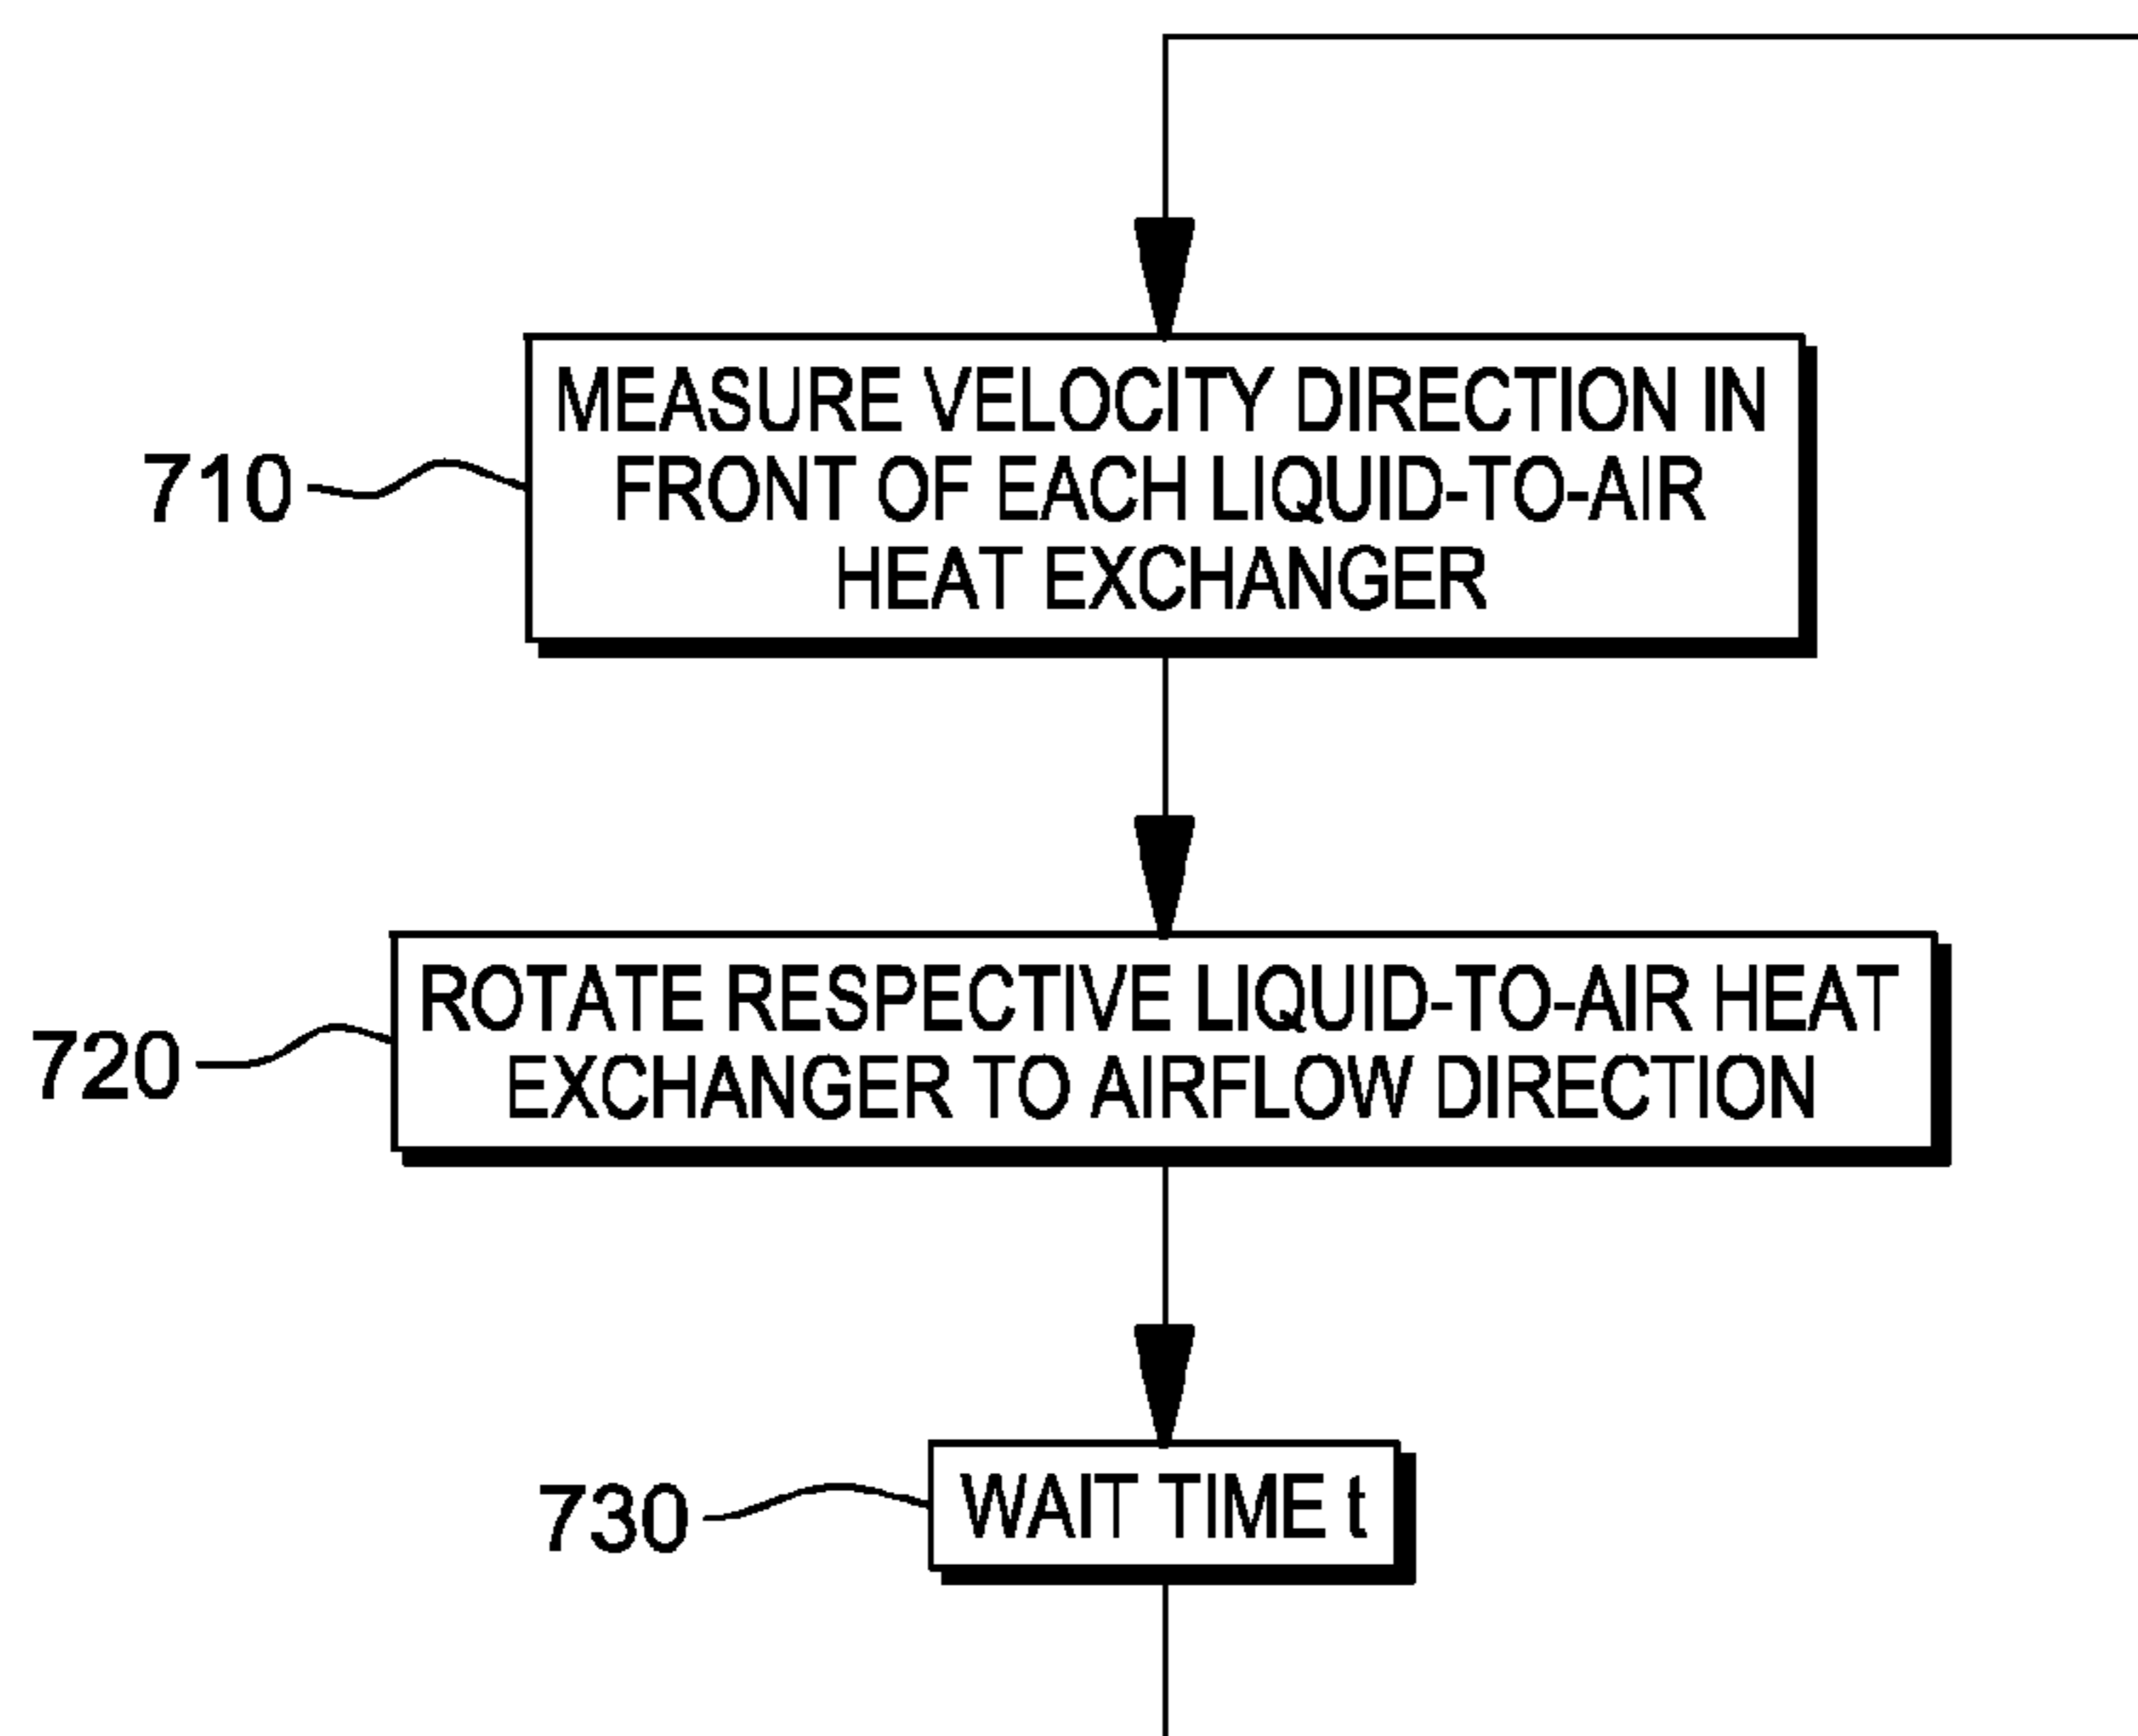 MEASURE VELOCITY DIRECTION IN
FRONT OF EACH LIQUID-TO-AIR
HEAT EXCHANGER
710
ROTATE RESPECTIVE LIQUID-TO-AIR HEAT
EXCHANGER TO AIRFLOW DIRECTION
720
WAIT TIME t
730